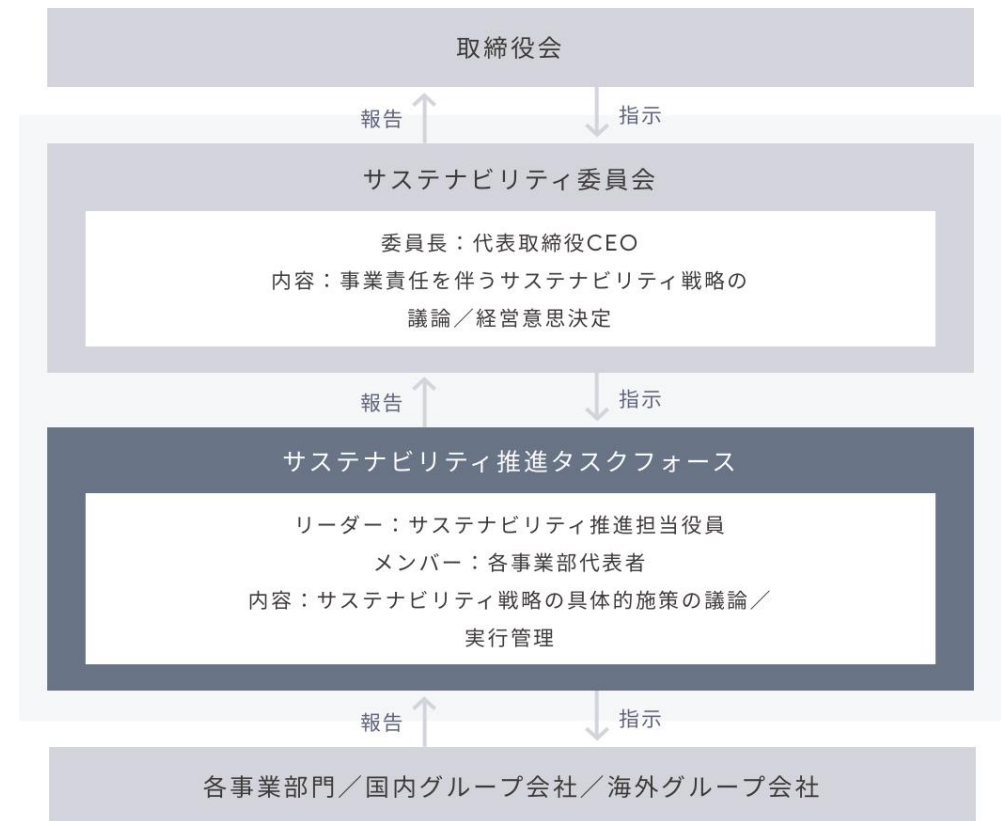 取締役会
報告
指示
サステナビリティ委員会
委員長：代表取締役CEO
内容：事業責任を伴うサステナビリティ戦略の
議論／経営意思決定
報告
指示
サステナビリティ推進タスクフォース
リーダー：サステナビリティ推進担当役員
メンバー：各事業部代表者
内容：サステナビリティ戦略の具体的施策の議論／
実行管理
報告
指示
各事業部門／国内グループ会社／海外グループ会社